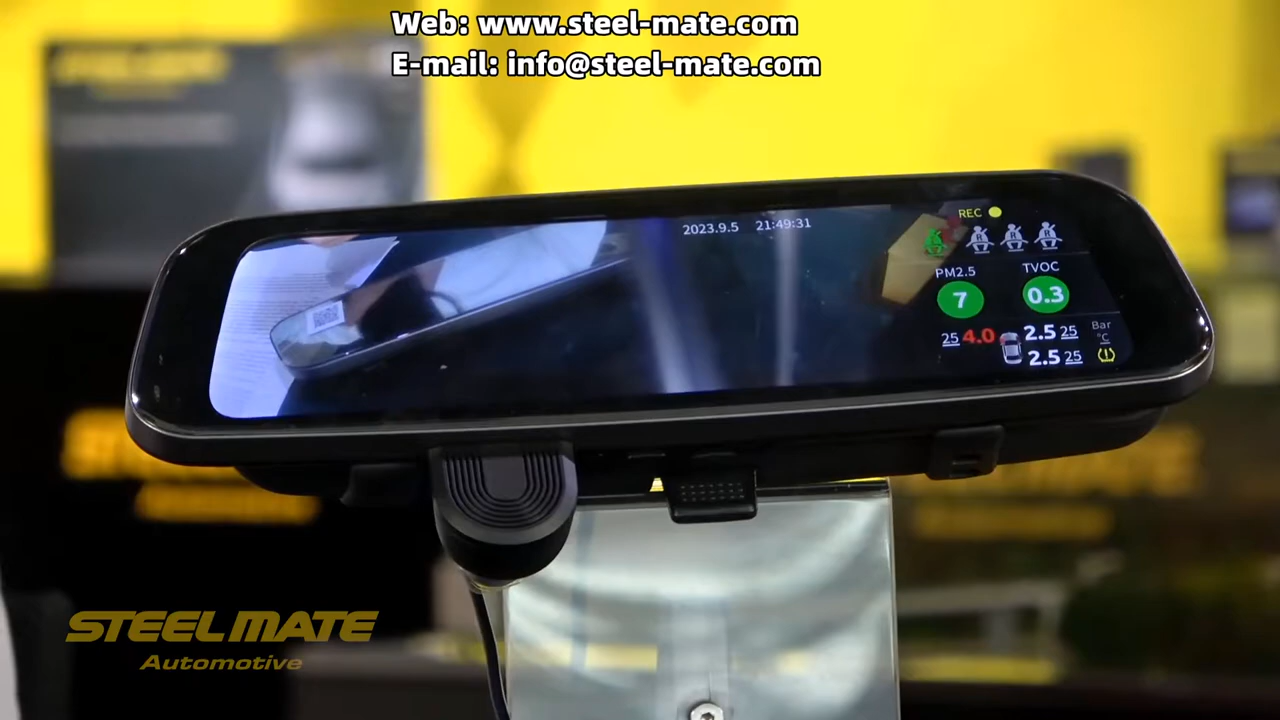 Web: www.steel-mate.com
E-mail: info@steel-mate.com
2023.9.5 21:49:31
REC
PM2.5 TVOC
7 0.3
25 4.0 2.5 25 Bar
°C
2.5 25
STEELMATE
Automotive